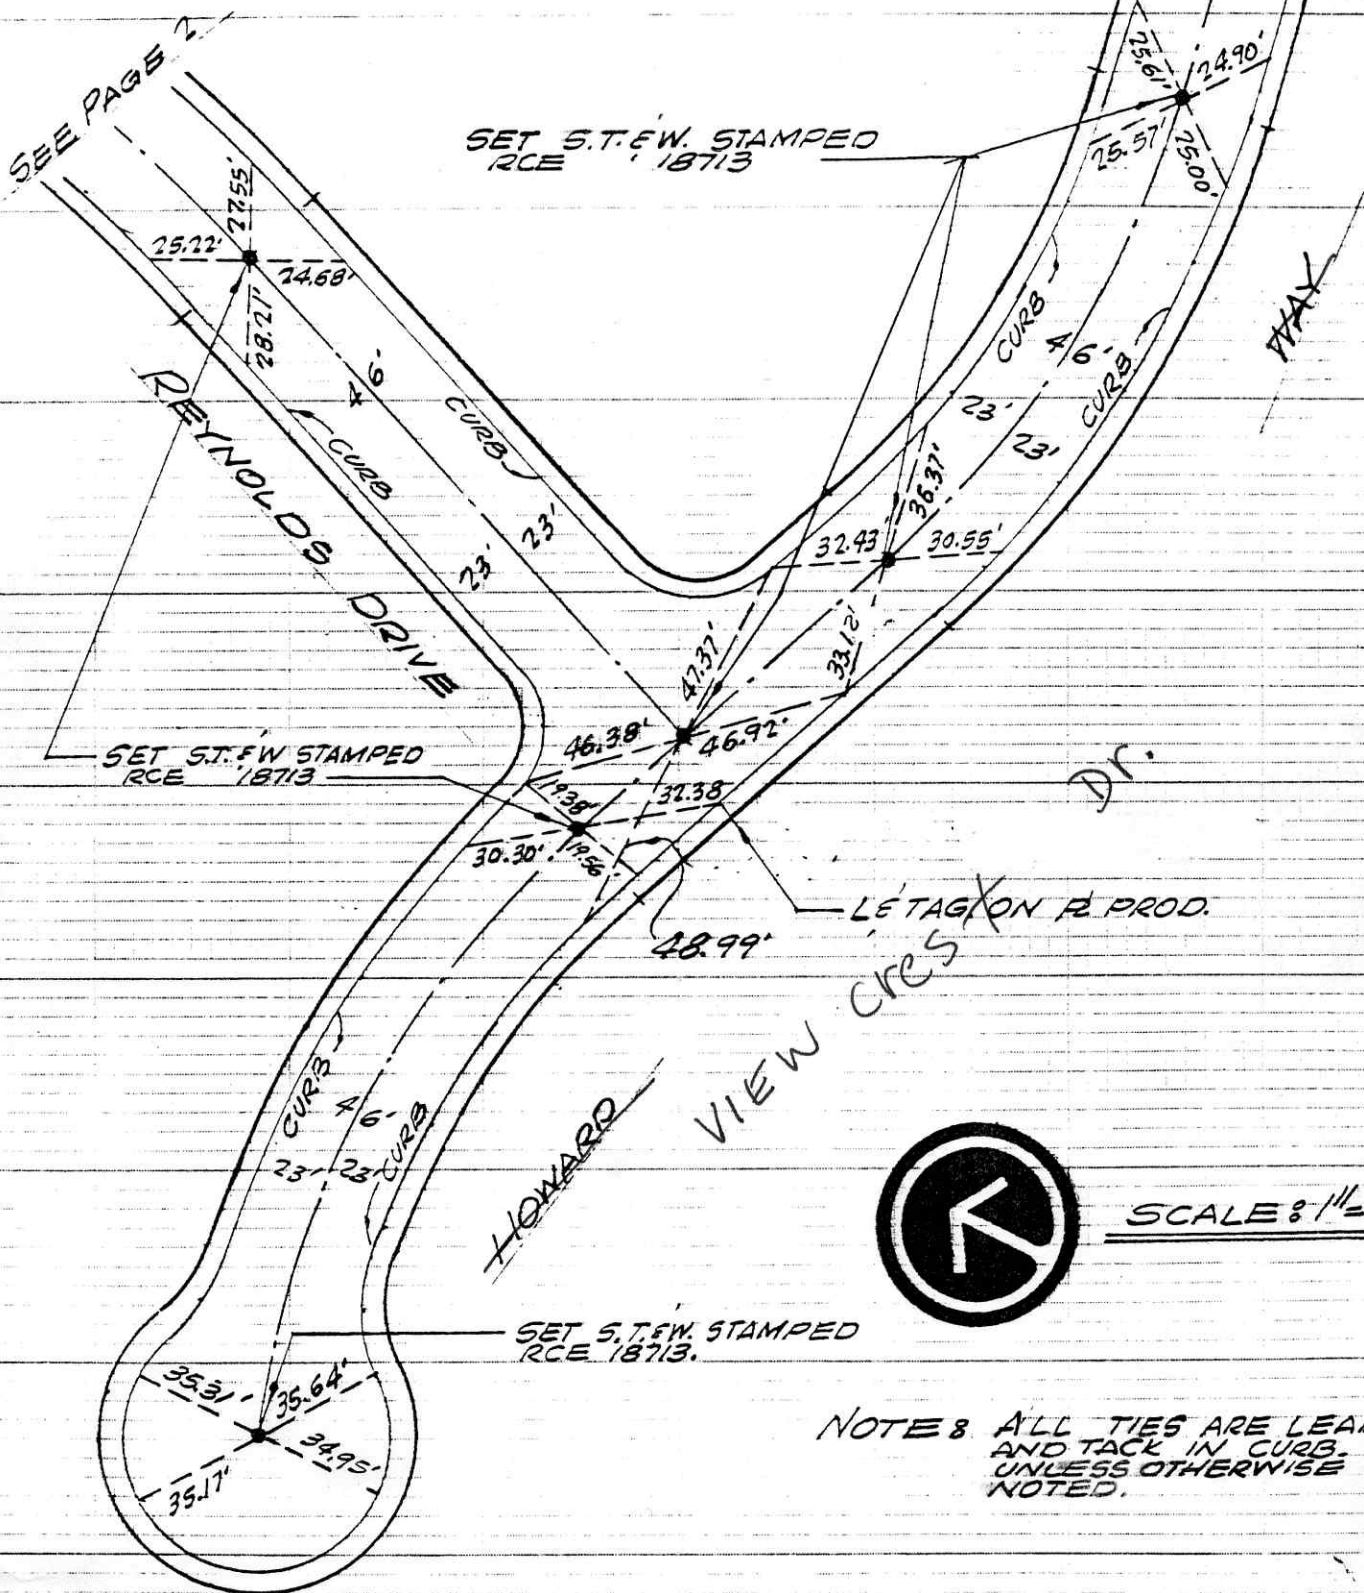 SEE PAGE 2
SET S.T.&W. STAMPED
RCE 18713
25.61'
24.90'
25.57'
25.00'
27.55'
25.22'
24.68'
28.21'
REYNOLDS DRIVE
46'
CURB
CURB
23'
23'
CURB
46'
CURB
23'
23'
WAY
36.37'
32.43
30.55'
33.12'
47.37'
46.38'
46.92'
SET S.T.&W STAMPED
RCE 18713
19.38'
32.38
30.30'
19.56'
48.99'
L&TAG ON PL PROD.
Dr.
VIEW Crest
HOWARD
CURB
46'
CURB
23'
23'
SCALE: 1"=
SET S.T.&W. STAMPED
RCE 18713.
35.31'
35.64'
34.95'
35.17'
NOTE: ALL TIES ARE LEA
AND TACK IN CURB.
UNLESS OTHERWISE
NOTED.